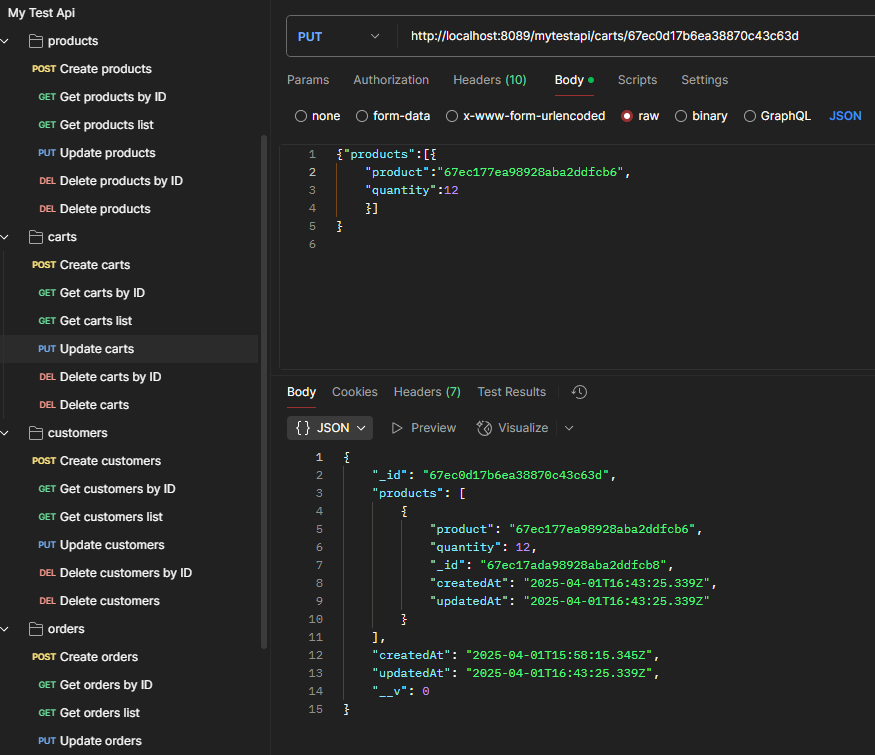 My Test Api
products
POST Create products
GET Get products by ID
GET Get products list
PUT Update products
DEL Delete products by ID
DEL Delete products
carts
POST Create carts
GET Get carts by ID
GET Get carts list
PUT Update carts
DEL Delete carts by ID
DEL Delete carts
customers
POST Create customers
GET Get customers by ID
GET Get customers list
PUT Update customers
DEL Delete customers by ID
DEL Delete customers
orders
POST Create orders
GET Get orders by ID
GET Get orders list
PUT Update orders
PUT http://localhost:8089/mytestapi/carts/67ec0d17b6ea38870c43c63d
Params Authorization Headers (10) Body Scripts Settings
none form-data x-www-form-urlencoded raw binary GraphQL JSON
1 {"products":[{
2 "product":"67ec177ea98928aba2ddfcb6",
3 "quantity":12
4 }]
5 }
6
Body Cookies Headers (7) Test Results
{} JSON Preview Visualize
1 {
2 "_id": "67ec0d17b6ea38870c43c63d",
3 "products": [
4 {
5 "product": "67ec177ea98928aba2ddfcb6",
6 "quantity": 12,
7 "_id": "67ec17ada98928aba2ddfcb8",
8 "createdAt": "2025-04-01T16:43:25.339Z",
9 "updatedAt": "2025-04-01T16:43:25.339Z"
10 }
11 ],
12 "createdAt": "2025-04-01T15:58:15.345Z",
13 "updatedAt": "2025-04-01T16:43:25.339Z",
14 "__v": 0
15 }